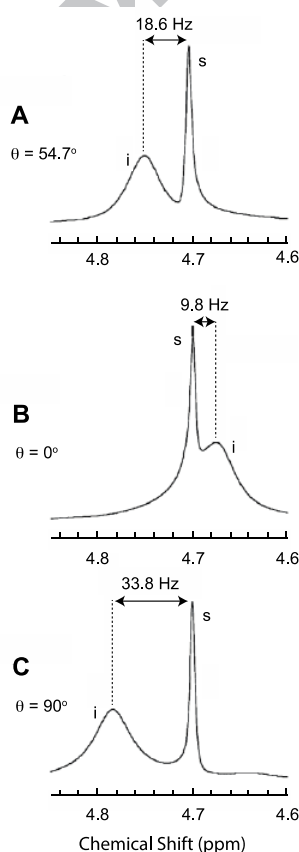 18.6 Hz
s
A
i
θ = 54.7°
4.8 4.7 4.6
9.8 Hz
s
B
i
θ = 0°
4.8 4.7 4.6
33.8 Hz
s
C
i
θ = 90°
4.8 4.7 4.6
Chemical Shift (ppm)